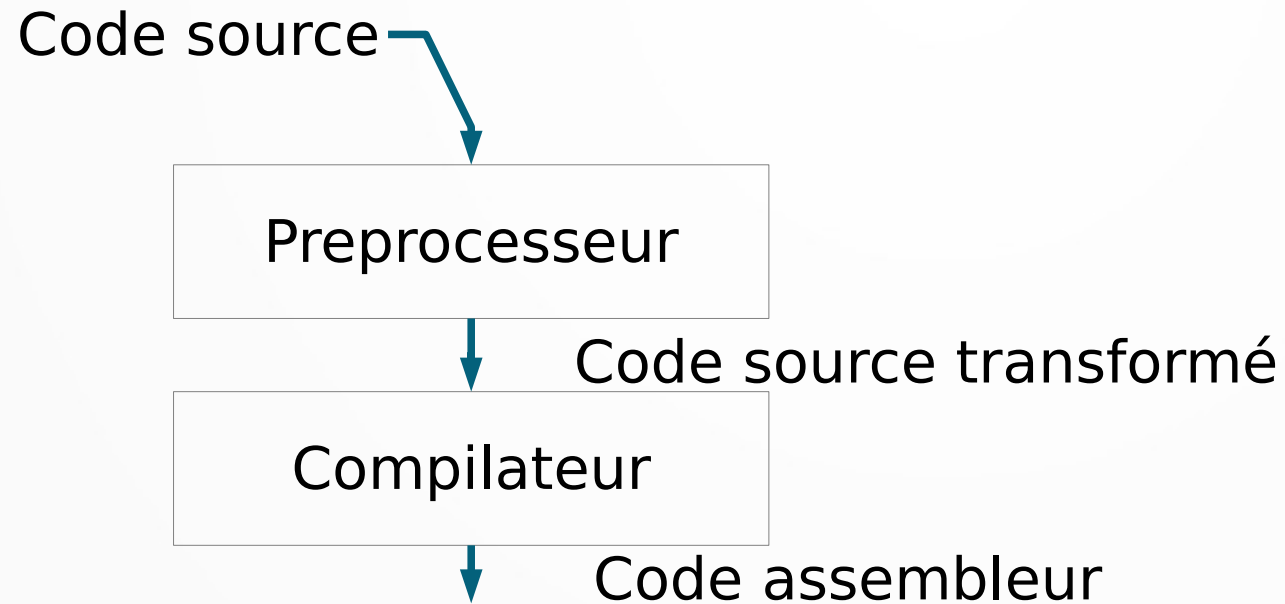 Code source
Preprocesseur
Code source transformé
Compilateur
Code assembleur